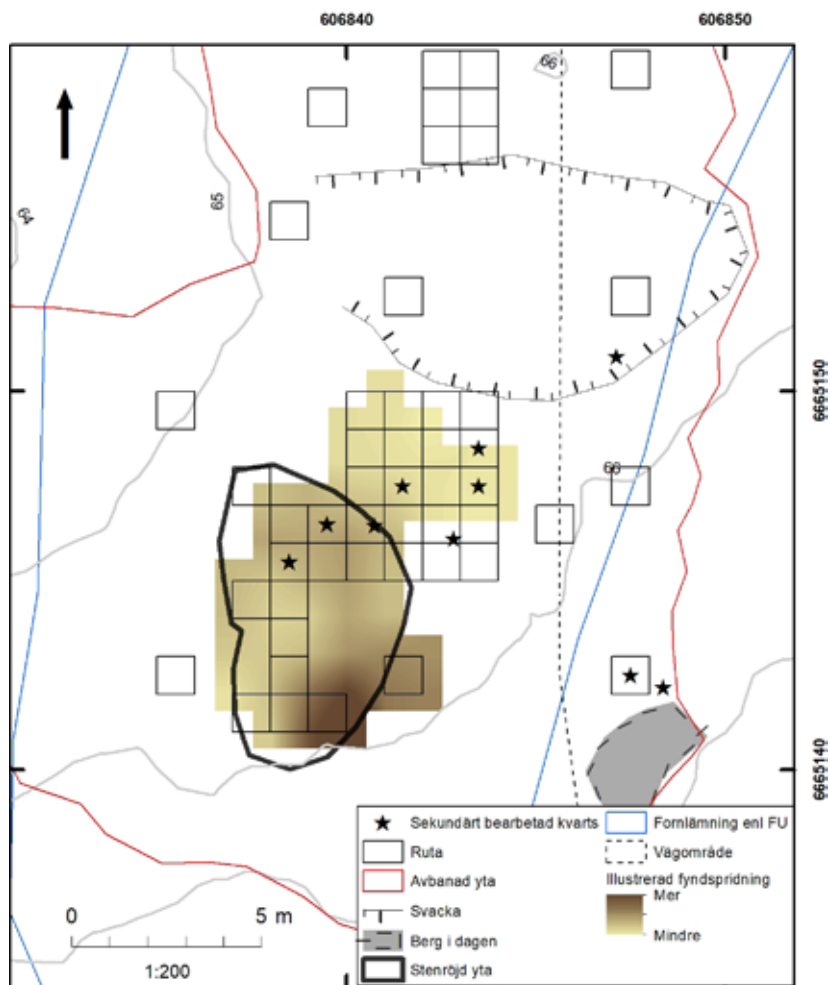 606840 606850
66
65
64
6665150
66
6665140
Sekundärt bearbetad kvarts
Ruta
Avbanad yta
Svacka
Berg i dagen
Stenröjd yta
Fornlämning enl FU
Vägområde
Illustrerad fyndspridning
Mer
Mindre
0 5 m
1:200